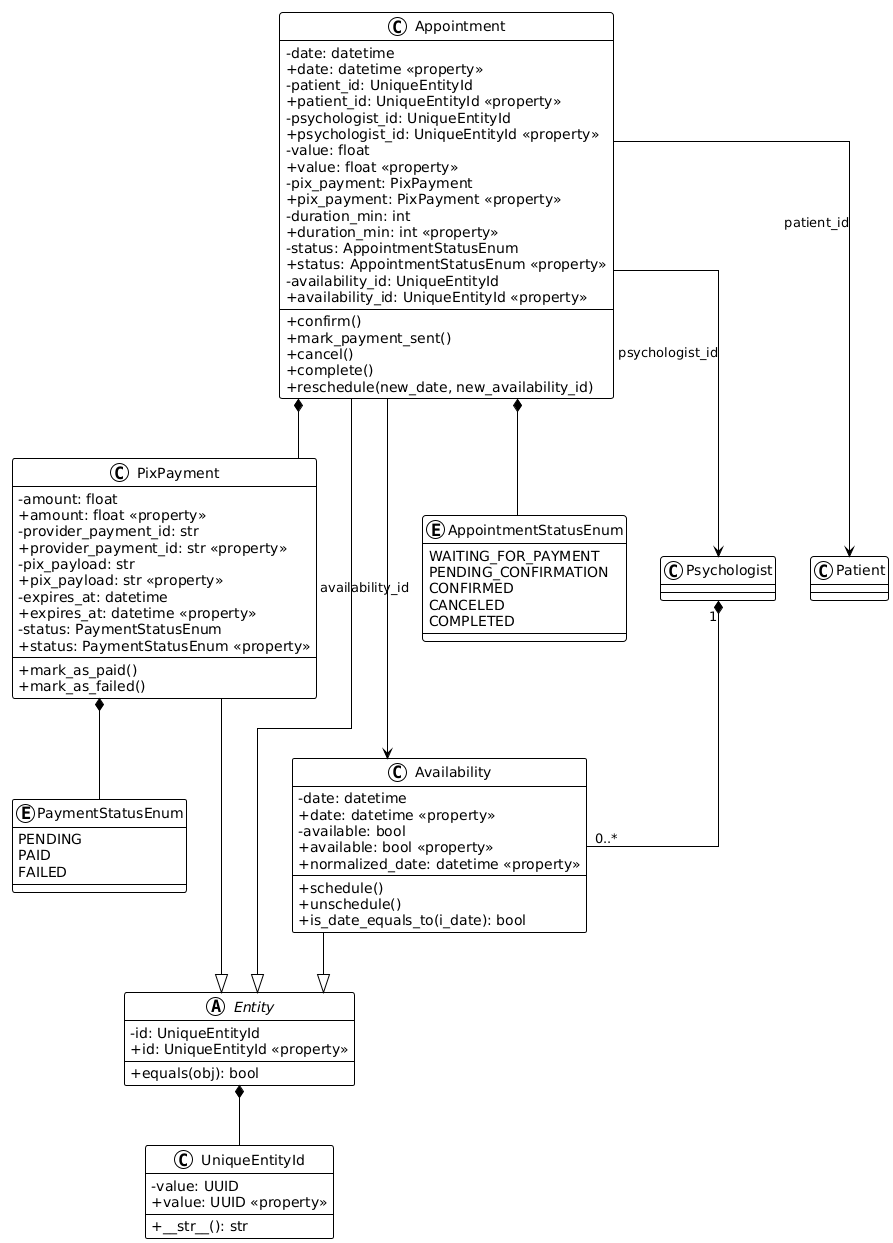 C Appointment
-date: datetime
+date: datetime «property»
-patient_id: UniqueEntityId
+patient_id: UniqueEntityId «property»
-psychologist_id: UniqueEntityId
+psychologist_id: UniqueEntityId «property»
-value: float
+value: float «property»
-pix_payment: PixPayment
+pix_payment: PixPayment «property»
-duration_min: int
+duration_min: int «property»
-status: AppointmentStatusEnum
+status: AppointmentStatusEnum «property»
-availability_id: UniqueEntityId
+availability_id: UniqueEntityId «property»
+confirm()
+mark_payment_sent()
+cancel()
+complete()
+reschedule(new_date, new_availability_id)
patient_id
psychologist_id
C PixPayment
-amount: float
+amount: float «property»
-provider_payment_id: str
+provider_payment_id: str «property»
-pix_payload: str
+pix_payload: str «property»
-expires_at: datetime
+expires_at: datetime «property»
-status: PaymentStatusEnum
+status: PaymentStatusEnum «property»
+mark_as_paid()
+mark_as_failed()
availability_id
E AppointmentStatusEnum
WAITING_FOR_PAYMENT
PENDING_CONFIRMATION
CONFIRMED
CANCELED
COMPLETED
C Psychologist
C Patient
1
0..*
E PaymentStatusEnum
PENDING
PAID
FAILED
C Availability
-date: datetime
+date: datetime «property»
-available: bool
+available: bool «property»
+normalized_date: datetime «property»
+schedule()
+unschedule()
+is_date_equals_to(i_date): bool
A Entity
-id: UniqueEntityId
+id: UniqueEntityId «property»
+equals(obj): bool
C UniqueEntityId
-value: UUID
+value: UUID «property»
+__str__(): str